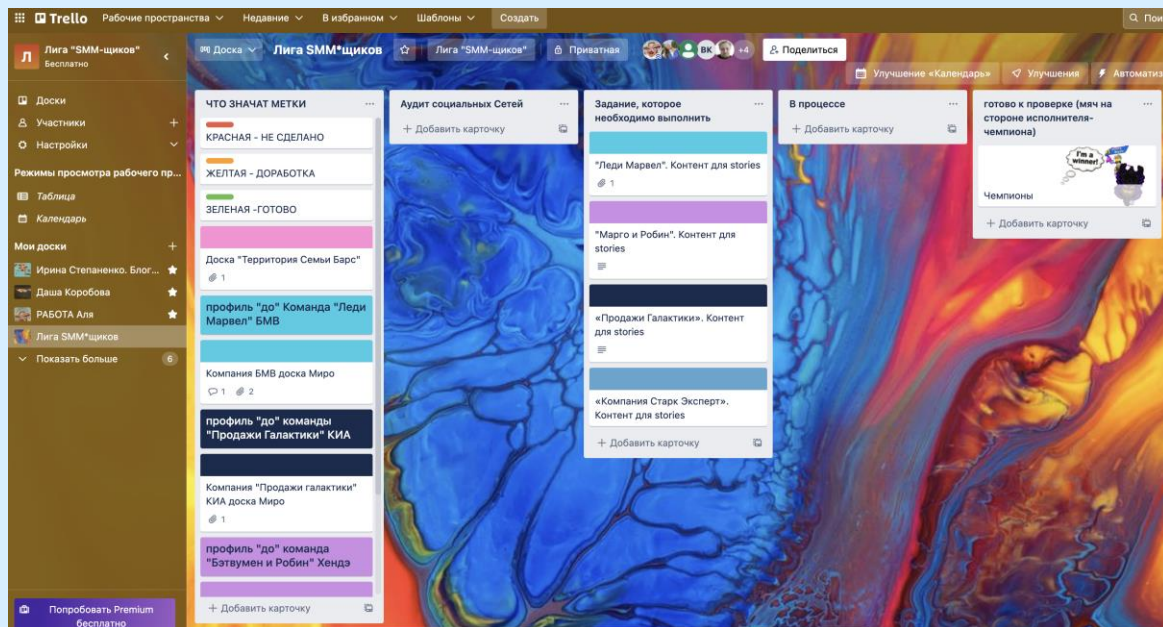 Trello
Рабочие пространства
Недавние
В избранном
Шаблоны
Создать
Л
Лига "SMM-щиков"
Бесплатно
Доски
Участники
Настройки
Режимы просмотра рабочего пр...
Таблица
Календарь
Мои доски
Ирина Степаненко. Блог...
Даша Коробова
РАБОТА Аля
Лига SMM*щиков
Показать больше
6
Попробовать Premium
бесплатно
Доска
Лига SMM*щиков
Лига "SMM-щиков"
Приватная
ВК
+4
Поделиться
Улучшение «Календарь»
Улучшения
ЧТО ЗНАЧАТ МЕТКИ
КРАСНАЯ - НЕ СДЕЛАНО
ЖЕЛТАЯ - ДОРАБОТКА
ЗЕЛЕНАЯ -ГОТОВО
Доска "Территория Семьи Барс"
1
профиль "до" Команда "Леди
Марвел" БМВ
Компания БМВ доска Миро
1 2
профиль "до" команды
"Продажи Галактики" КИА
Компания "Продажи галактики"
КИА доска Миро
1
профиль "до" команда
"Бэтвумен и Робин" Хендэ
+ Добавить карточку
Аудит социальных Сетей
+ Добавить карточку
Задание, которое
необходимо выполнить
"Леди Марвел". Контент для stories
1
"Марго и Робин". Контент для
stories
«Продажи Галактики». Контент
для stories
«Компания Старк Эксперт».
Контент для stories
+ Добавить карточку
В процессе
+ Добавить карточку
готово к проверке (мяч на
стороне исполнителя-
чемпиона)
I'm a
winner!
Чемпионы
+ Добавить карточку